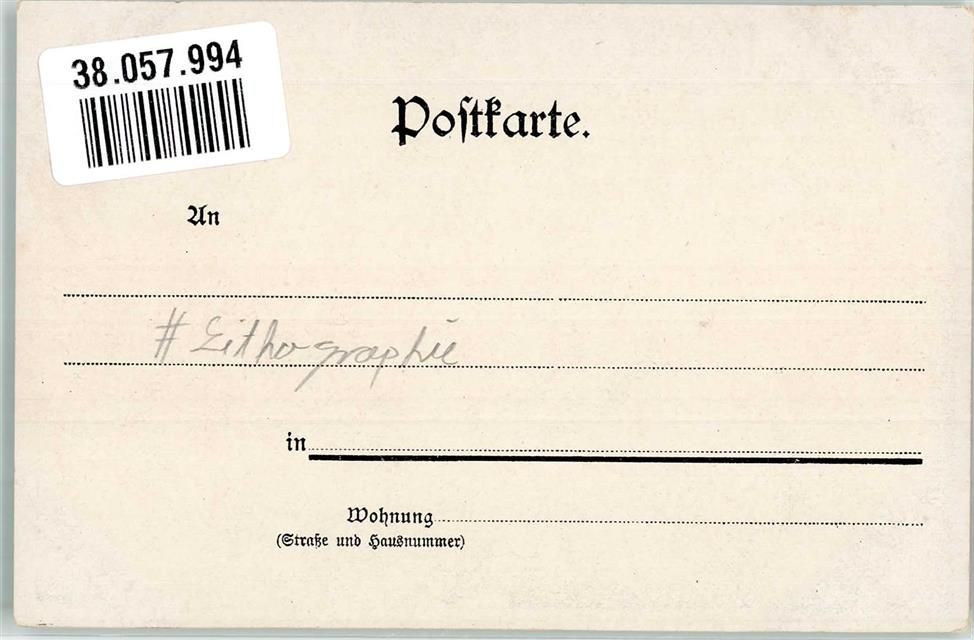 38.057.994
Poſtkarte.
An
# Lithographie
in
Wohnung
(Straße und Hausnummer)